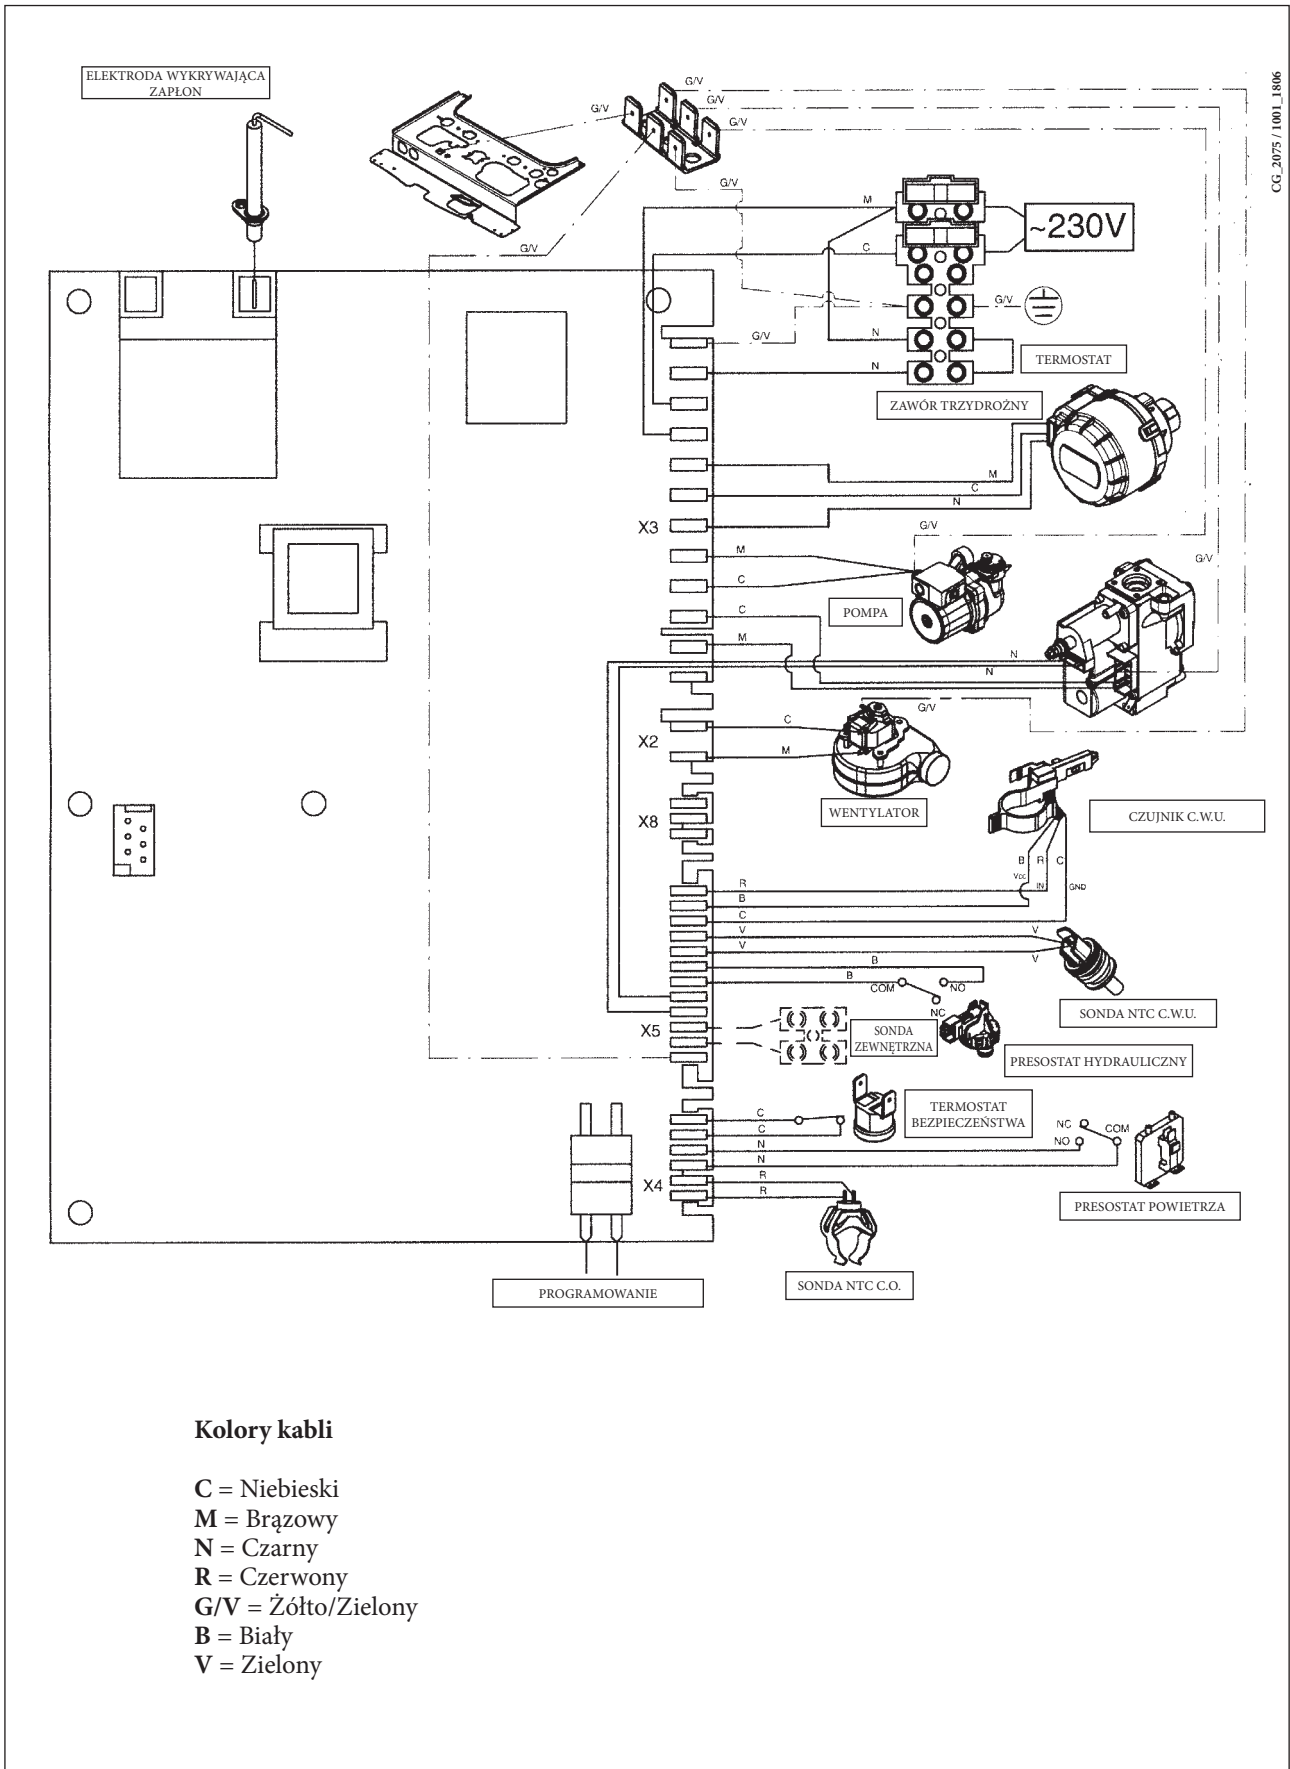 CG_2075 / 1001_1806
ELEKTRODA WYKRYWAJĄCA
ZAPŁON
G/V
G/V
G/V
G/V
G/V
G/V
M
~230V
C
G/V
G/V
N
TERMOSTAT
N
ZAWÓR TRZYDROŻNY
M
C
N
X3
G/V
M
G/V
C
POMPA
C
M
N
N
G/V
C
X2
M
WENTYLATOR
CZUJNIK C.W.U.
X8
B R C
VDC
IN
GND
R
B
C
V
V
V
V
B
B
COM
NO
NC
SONDA NTC C.W.U.
X5
SONDA
ZEWNĘTRZNA
PRESOSTAT HYDRAULICZNY
TERMOSTAT
BEZPIECZEŃSTWA
C
C
N
N
NC
COM
NO
X4
R
R
PRESOSTAT POWIETRZA
SONDA NTC C.O.
PROGRAMOWANIE
Kolory kabli
C = Niebieski
M = Brązowy
N = Czarny
R = Czerwony
G/V = Żółto/Zielony
B = Biały
V = Zielony